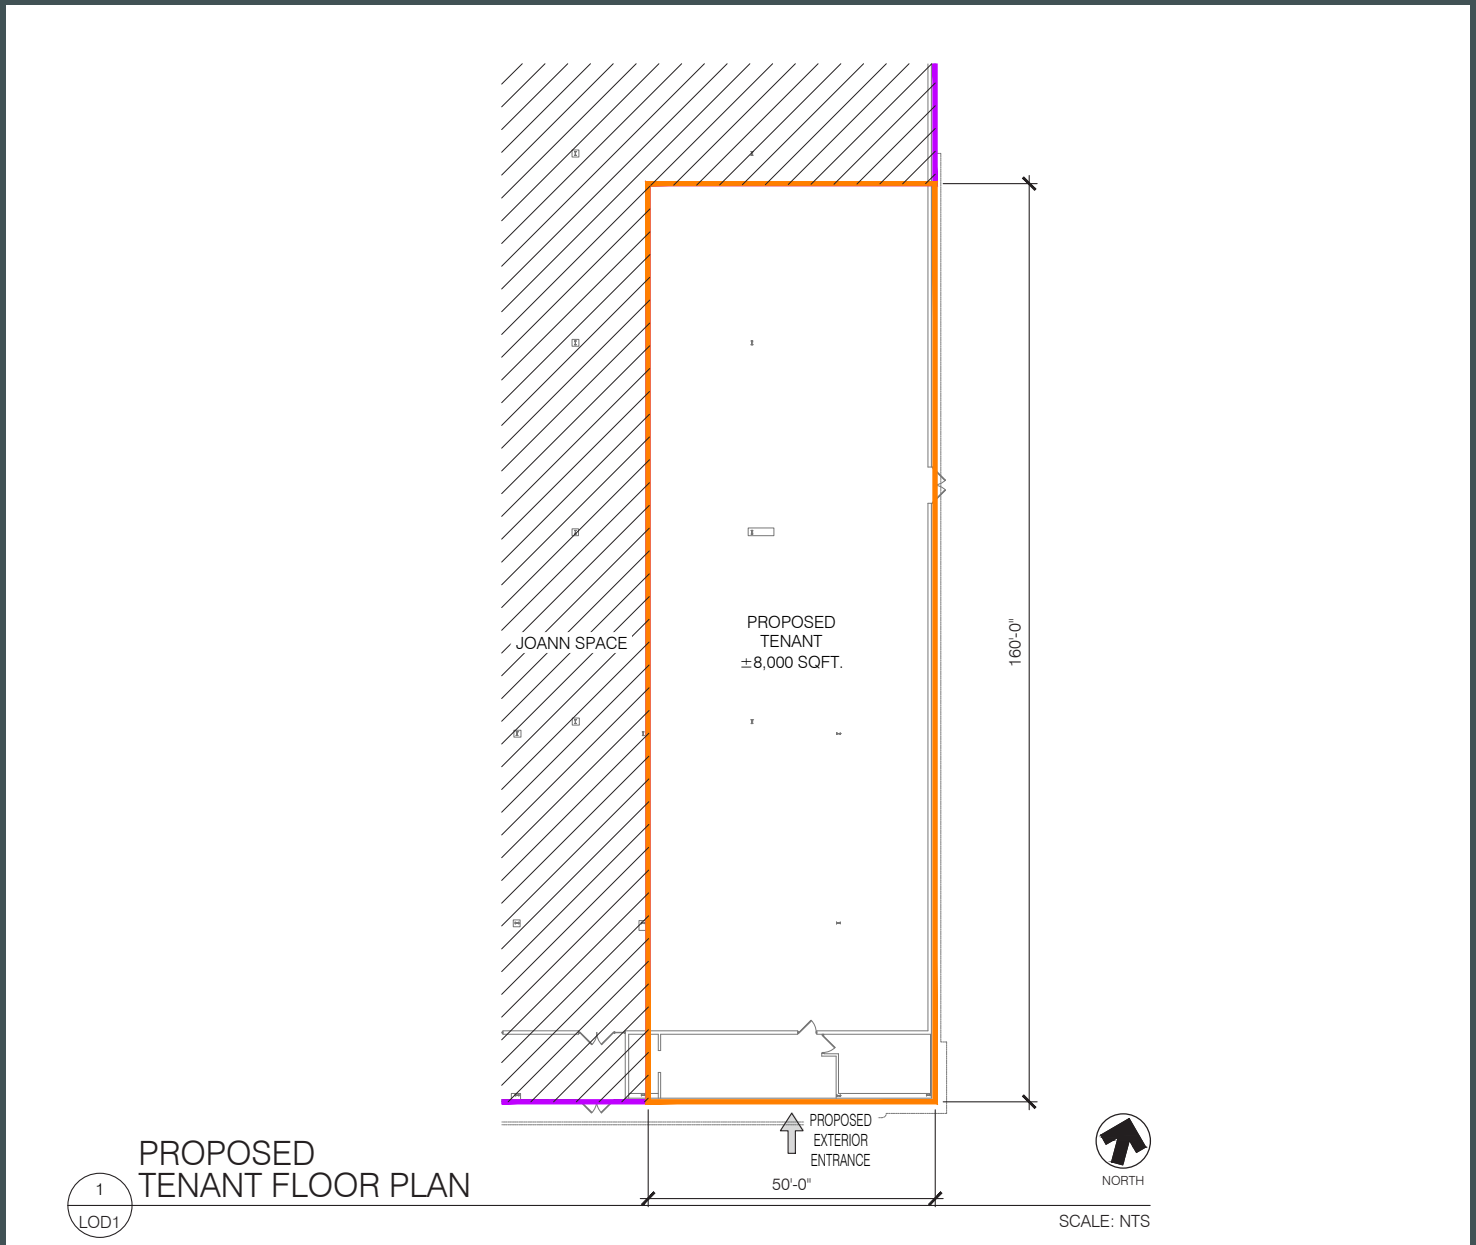 JOANN SPACE
PROPOSED
TENANT
±8,000 SQFT.
160'-0"
PROPOSED
EXTERIOR
ENTRANCE
50'-0"
NORTH
PROPOSED
TENANT FLOOR PLAN
1
LOD1
SCALE: NTS